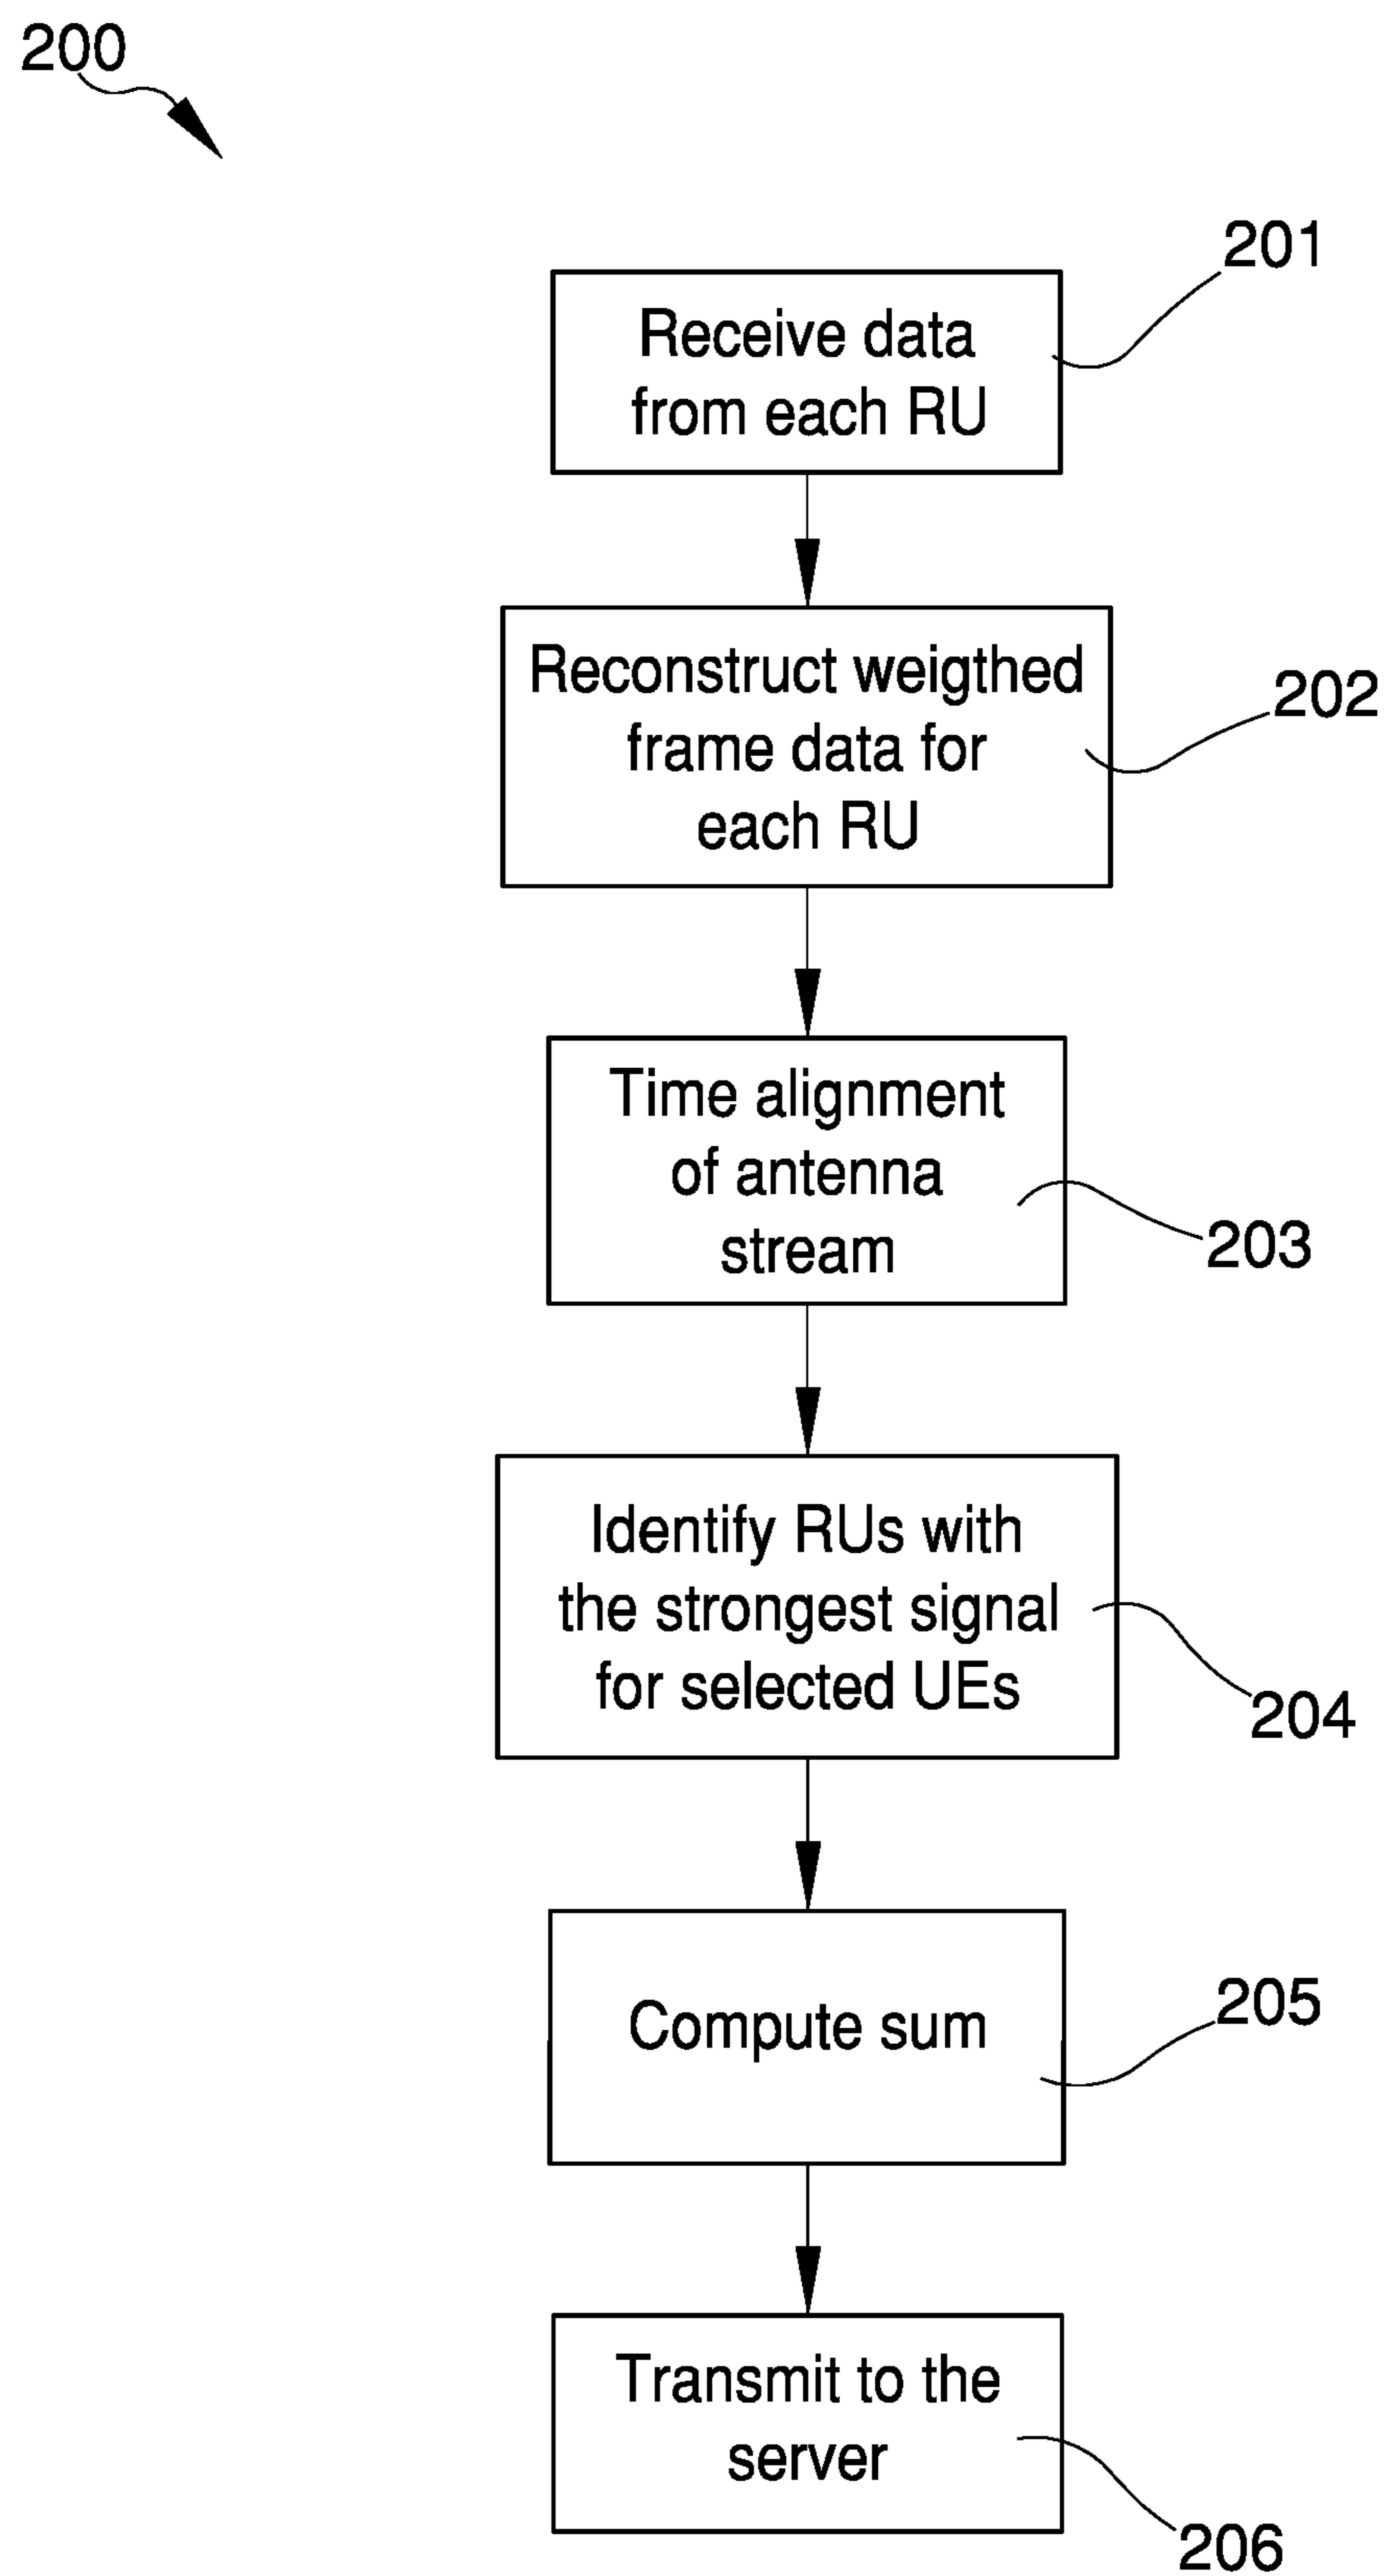 200
201
Receive data
from each RU
Reconstruct weigthed
frame data for
each RU
202
Time alignment
of antenna
stream
203
Identify RUs with
the strongest signal
for selected UEs
204
Compute sum
205
Transmit to the
server
206